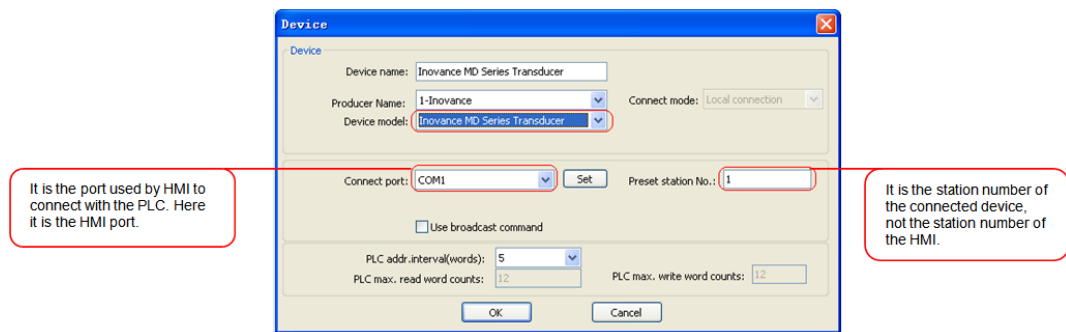 Device
Device
Device name: Inovance MD Series Transducer
Producer Name: 1-Inovance Connect mode: Local connection
Device model: Inovance MD Series Transducer
It is the port used by HMI to
connect with the PLC. Here
it is the HMI port.
Connect port: COM1 Set Preset station No.: 1
It is the station number of
the connected device,
not the station number of
the HMI.
Use broadcast command
PLC addr.interval(words): 5
PLC max. read word counts: 12 PLC max. write word counts: 12
OK Cancel